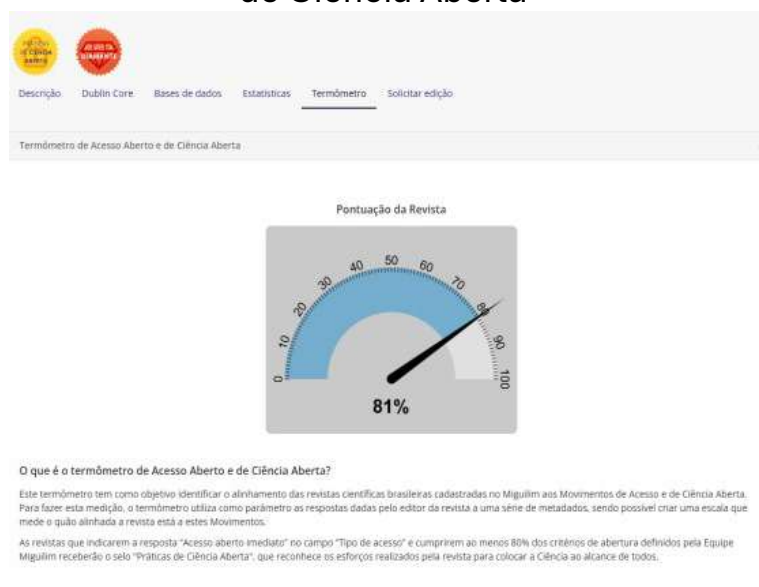 de Ciência Aberta
Descrição Dublin Core Bases de dados Estatísticas Termômetro Solicitar edição
Termômetro de Acesso Aberto e de Ciência Aberta
Pontuação da Revista
0 10 20 30 40 50 60 70 80 90 100
81%
O que é o termômetro de Acesso Aberto e de Ciência Aberta?
Este termômetro tem como objetivo identificar o alinhamento das revistas científicas brasileiras cadastradas no Miguilim aos Movimentos de Acesso e de Ciência Aberta.
Para fazer esta medição, o termômetro utiliza como parâmetro as respostas dadas pelo editor da revista a uma série de metadados, sendo possível criar uma escala que
mede o quão alinhada a revista está a estes Movimentos.
As revistas que indicarem a resposta "Acesso aberto imediato" no campo "Tipo de acesso" e cumprirem ao menos 80% dos critérios de abertura definidos pela Equipe
Miguilim receberão o selo "Práticas de Ciência Aberta", que reconhece os esforços realizados pela revista para colocar a Ciência ao alcance de todos.